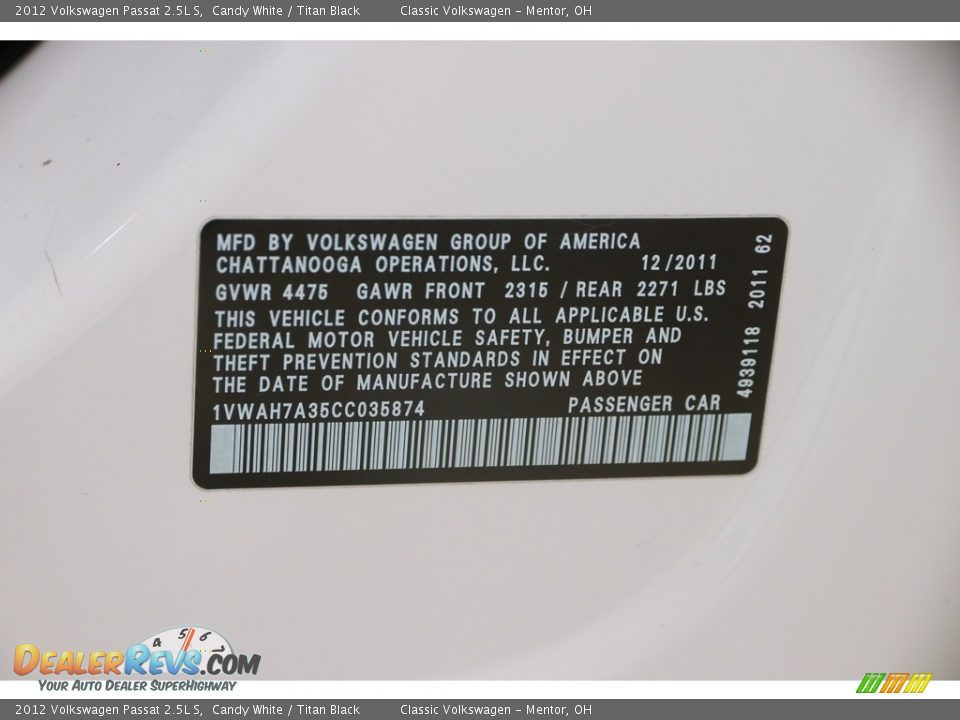 2012 Volkswagen Passat 2.5L S, Candy White / Titan Black Classic Volkswagen – Mentor, OH
MFD BY VOLKSWAGEN GROUP OF AMERICA
CHATTANOOGA OPERATIONS, LLC. 12/2011
GVWR 4475 GAWR FRONT 2315 / REAR 2271 LBS
THIS VEHICLE CONFORMS TO ALL APPLICABLE U.S.
FEDERAL MOTOR VEHICLE SAFETY, BUMPER AND
THEFT PREVENTION STANDARDS IN EFFECT ON
THE DATE OF MANUFACTURE SHOWN ABOVE
1VWAH7A35CC035874 PASSENGER CAR
4939118 2011 62
4 5 6 7
DEALERREVS.COM
YOUR AUTO DEALER SUPERHIGHWAY
2012 Volkswagen Passat 2.5L S, Candy White / Titan Black Classic Volkswagen – Mentor, OH